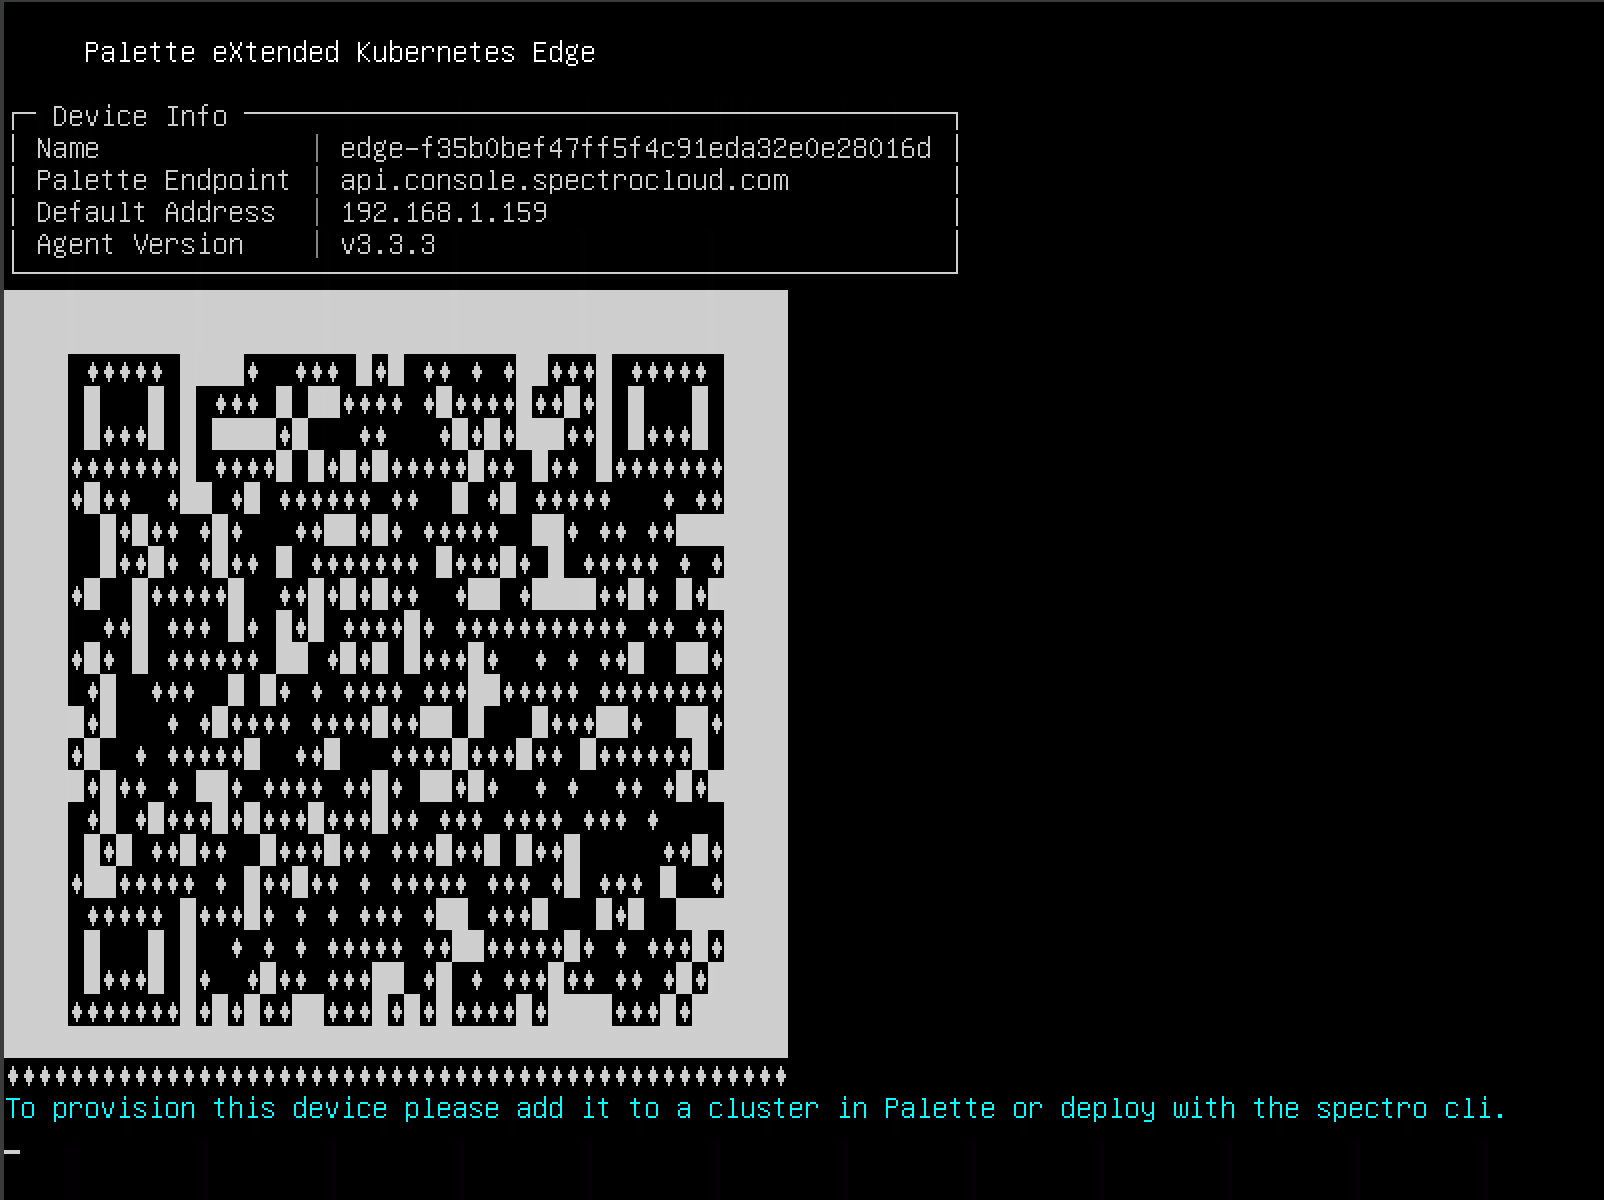 Palette eXtended Kubernetes Edge
Device Info
Name | edge-f35b0bef47ff5f4c91eda32e0e28016d
Palette Endpoint | api.console.spectrocloud.com
Default Address | 192.168.1.159
Agent Version | v3.3.3
To provision this device please add it to a cluster in Palette or deploy with the spectro cli.